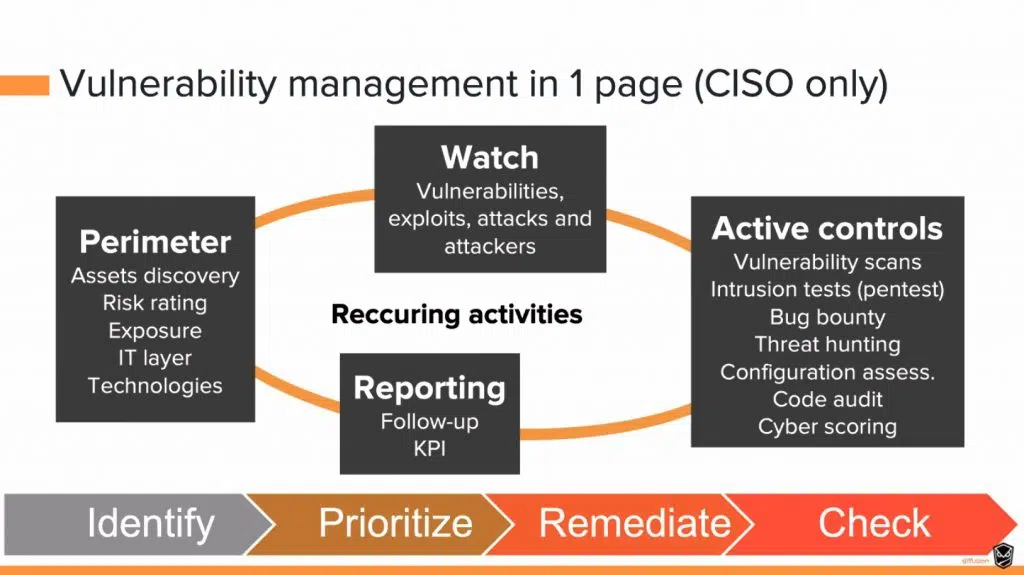 Vulnerability management in 1 page (CISO only)
Watch
Vulnerabilities,
exploits, attacks and
attackers
Perimeter
Assets discovery
Risk rating
Exposure
IT layer
Technologies
Active controls
Vulnerability scans
Intrusion tests (pentest)
Bug bounty
Threat hunting
Configuration assess.
Code audit
Cyber scoring
Reccuring activities
Reporting
Follow-up
KPI
Identify
Prioritize
Remediate
Check